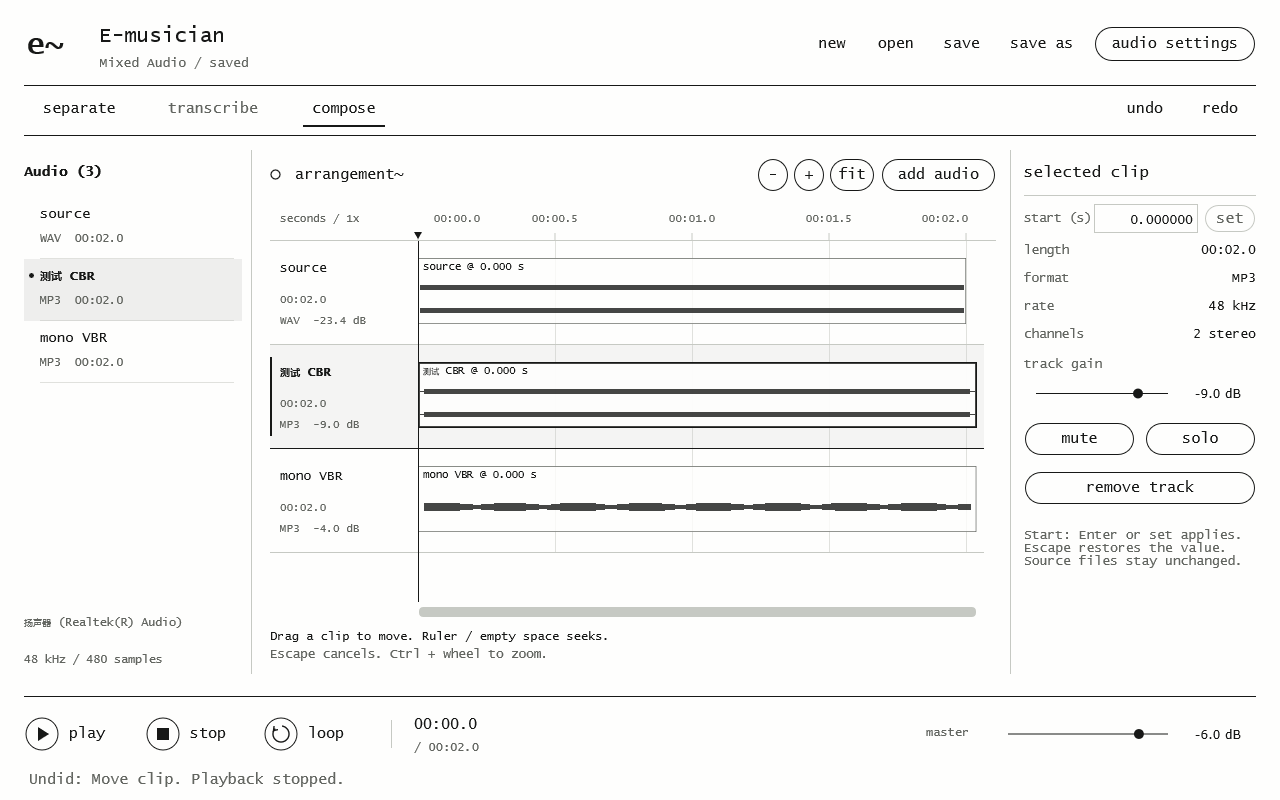 e~
E-musician
Mixed Audio / saved
new open save save as audio settings
separate transcribe compose
undo redo
Audio (3)
source
WAV 00:02.0
测试 CBR
MP3 00:02.0
mono VBR
MP3 00:02.0
扬声器 (Realtek(R) Audio)
48 kHz / 480 samples
arrangement~
- + fit add audio
seconds / 1x 00:00.0 00:00.5 00:01.0 00:01.5 00:02.0
source
00:02.0
WAV -23.4 dB
source @ 0.000 s
测试 CBR
00:02.0
MP3 -9.0 dB
测试 CBR @ 0.000 s
mono VBR
00:02.0
MP3 -4.0 dB
mono VBR @ 0.000 s
Drag a clip to move. Ruler / empty space seeks.
Escape cancels. Ctrl + wheel to zoom.
selected clip
start (s) 0.000000 set
length 00:02.0
format MP3
rate 48 kHz
channels 2 stereo
track gain
-9.0 dB
mute solo
remove track
Start: Enter or set applies.
Escape restores the value.
Source files stay unchanged.
play stop loop
00:00.0
/ 00:02.0
master -6.0 dB
Undid: Move clip. Playback stopped.